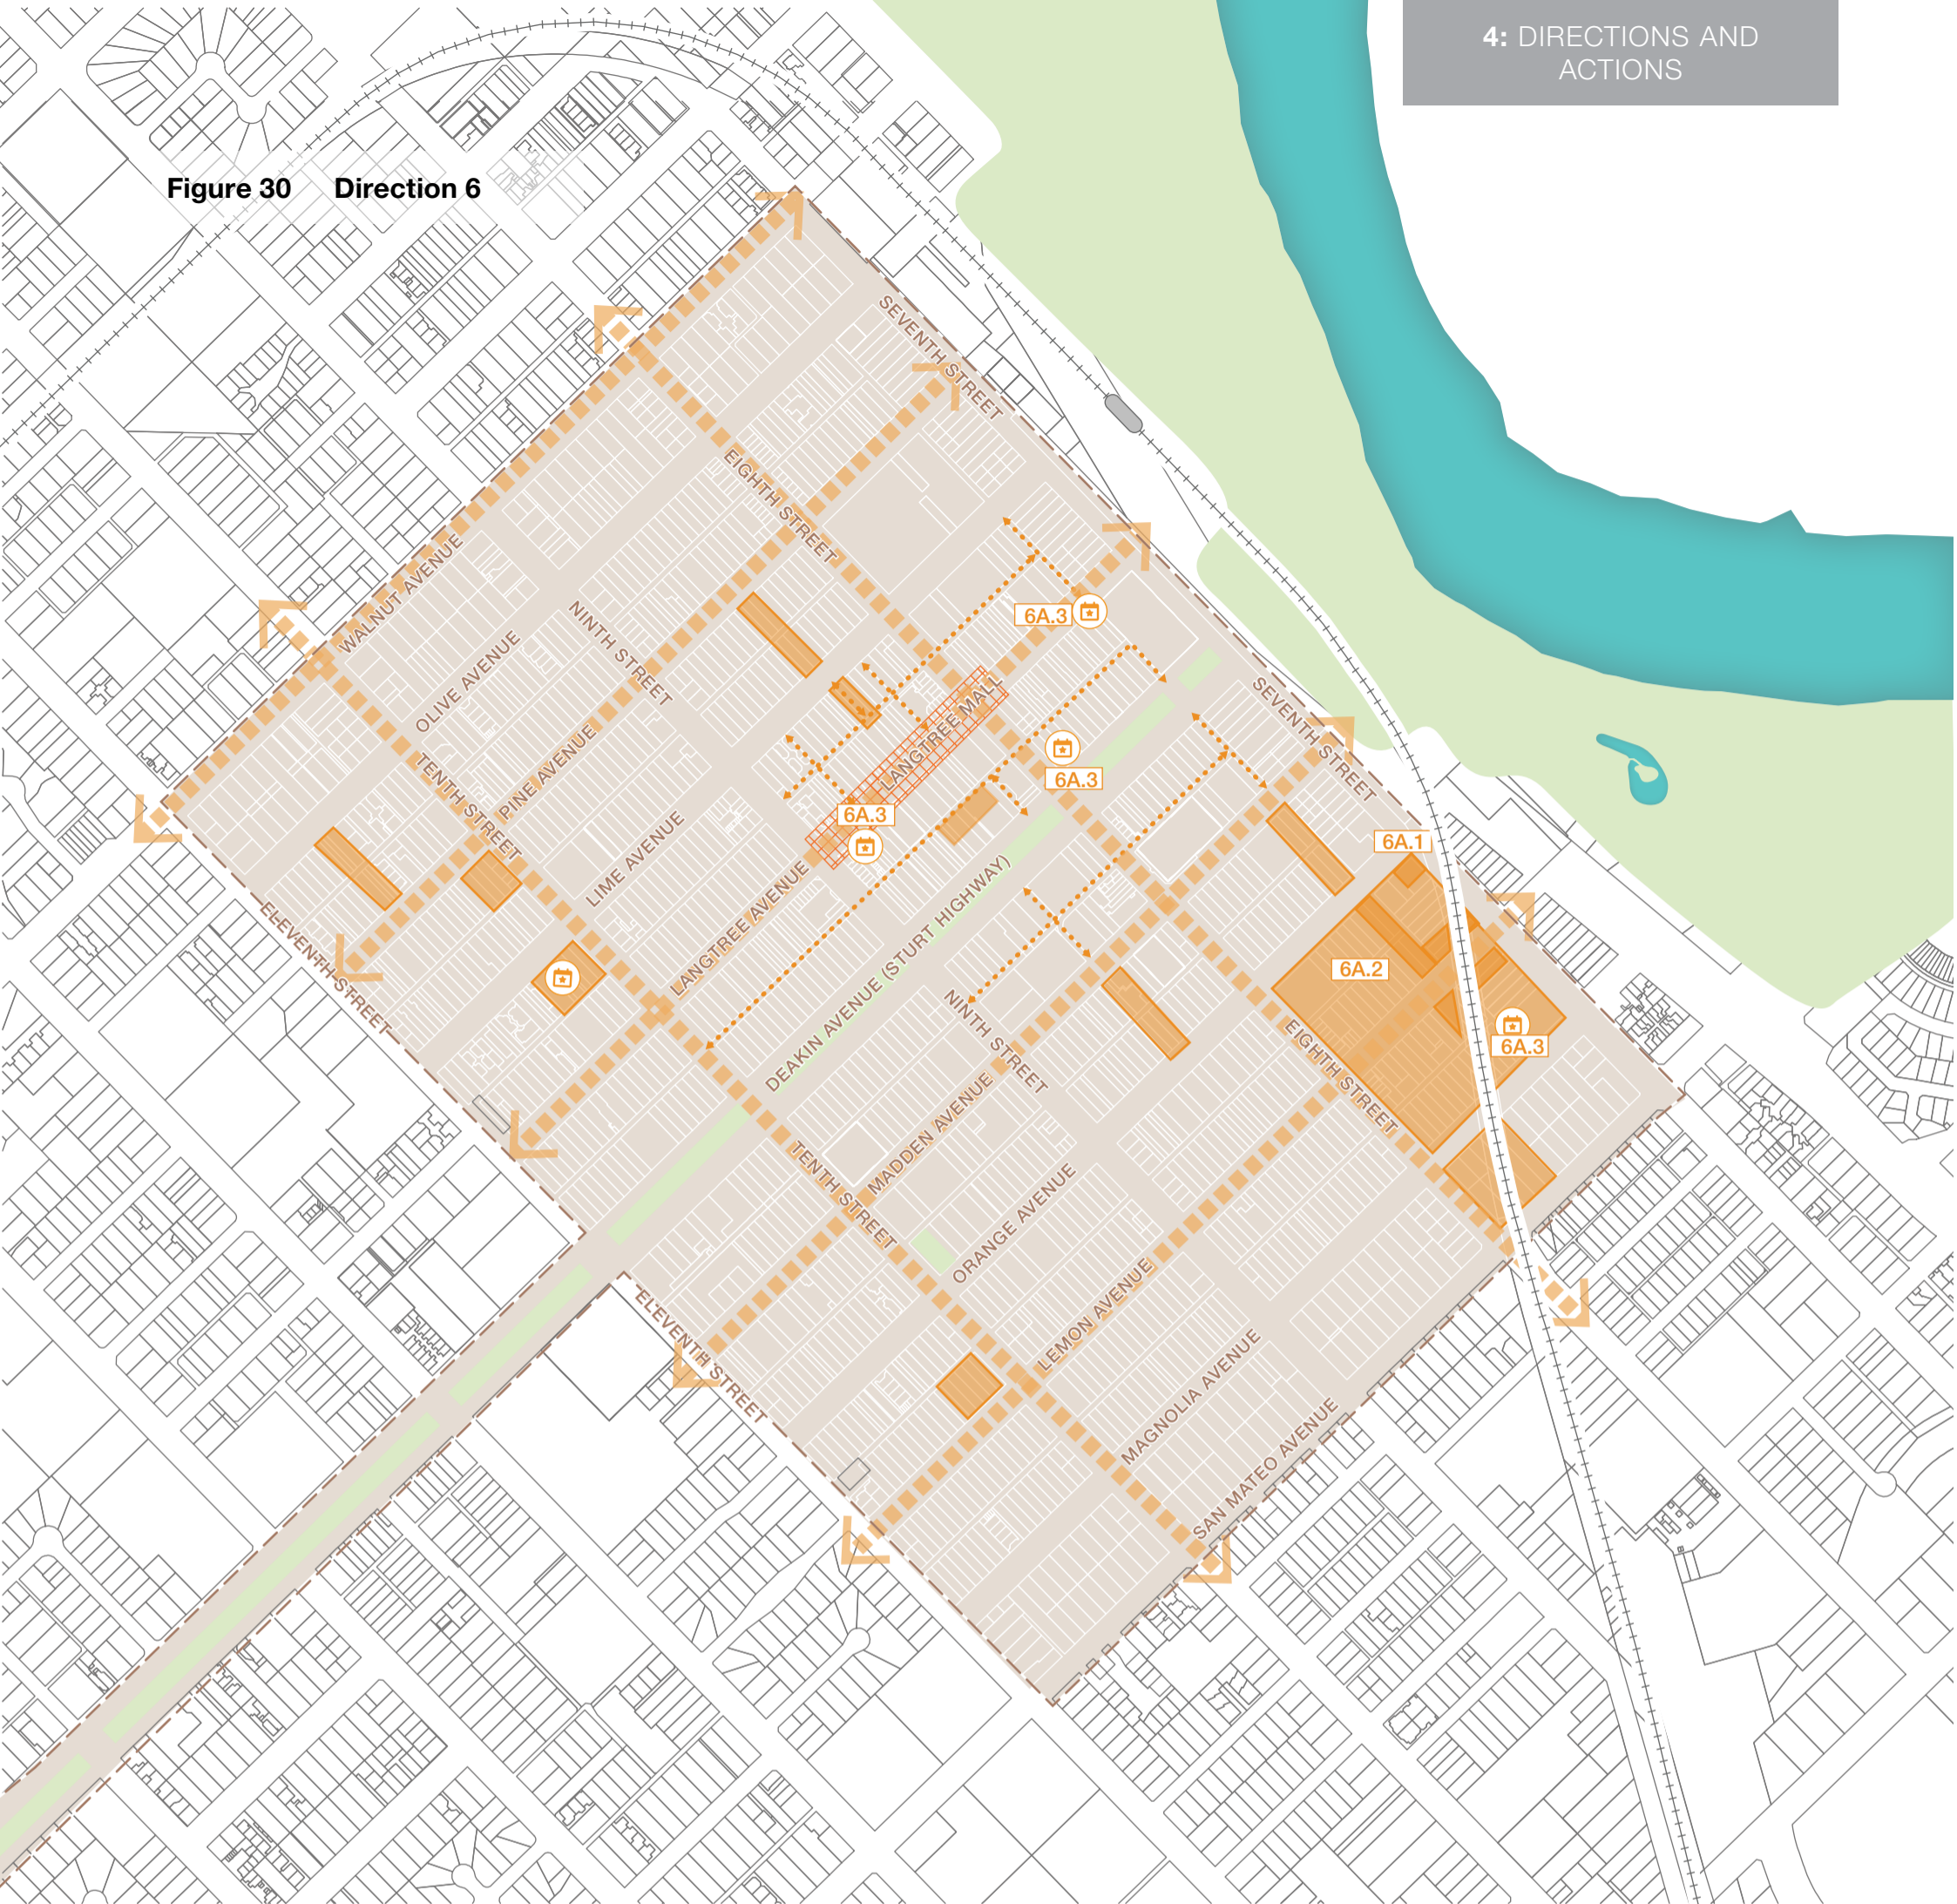 4: DIRECTIONS AND
ACTIONS
Figure 30 Direction 6
SEVENTH STREET
EIGHTH STREET
WALNUT AVENUE
NINTH STREET
OLIVE AVENUE
6A.3
LANGTREE MALL
SEVENTH STREET
TENTH STREET
PINE AVENUE
6A.3
6A.3
LIME AVENUE
6A.1
LANGTREE AVENUE
ELEVENTH STREET
DEAKIN AVENUE (STURT HIGHWAY)
6A.2
NINTH STREET
6A.3
EIGHTH STREET
MADDEN AVENUE
TENTH STREET
ORANGE AVENUE
LEMON AVENUE
ELEVENTH STREET
MAGNOLIA AVENUE
SAN MATEO AVENUE